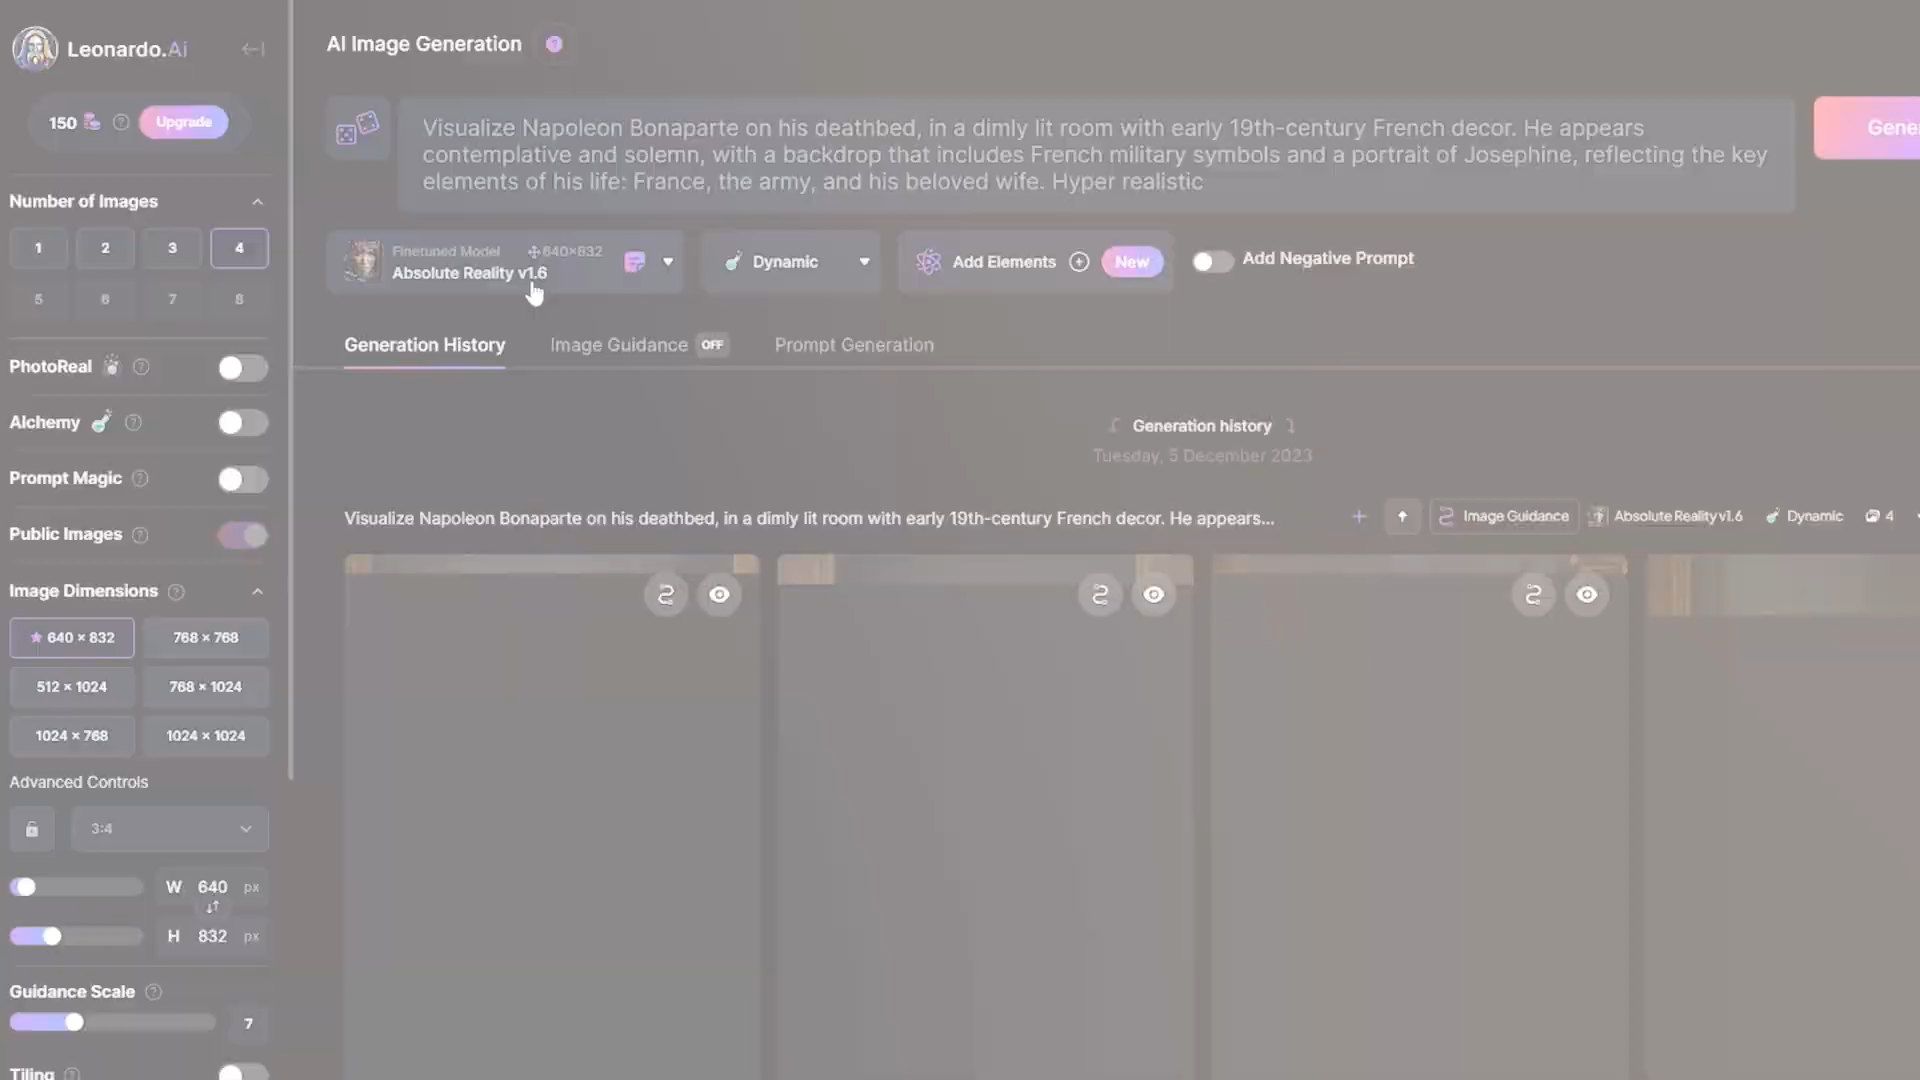 Leonardo.Ai
150 Upgrade
Number of Images
1 2 3 4
5 6 7 8
PhotoReal
Alchemy
Prompt Magic
Public Images
Image Dimensions
640 × 832 768 × 768
512 × 1024 768 × 1024
1024 × 768 1024 × 1024
Advanced Controls
3:4
W 640 px
H 832 px
Guidance Scale
7
Tiling
AI Image Generation
Visualize Napoleon Bonaparte on his deathbed, in a dimly lit room with early 19th-century French decor. He appears
contemplative and solemn, with a backdrop that includes French military symbols and a portrait of Josephine, reflecting the key
elements of his life: France, the army, and his beloved wife. Hyper realistic
Gene
Finetuned Model 640×832
Absolute Reality v1.6
Dynamic
Add Elements
New
Add Negative Prompt
Generation History
Image Guidance OFF
Prompt Generation
Generation history
Tuesday, 5 December 2023
Visualize Napoleon Bonaparte on his deathbed, in a dimly lit room with early 19th-century French decor. He appears...
Image Guidance
Absolute Reality v1.6
Dynamic
4